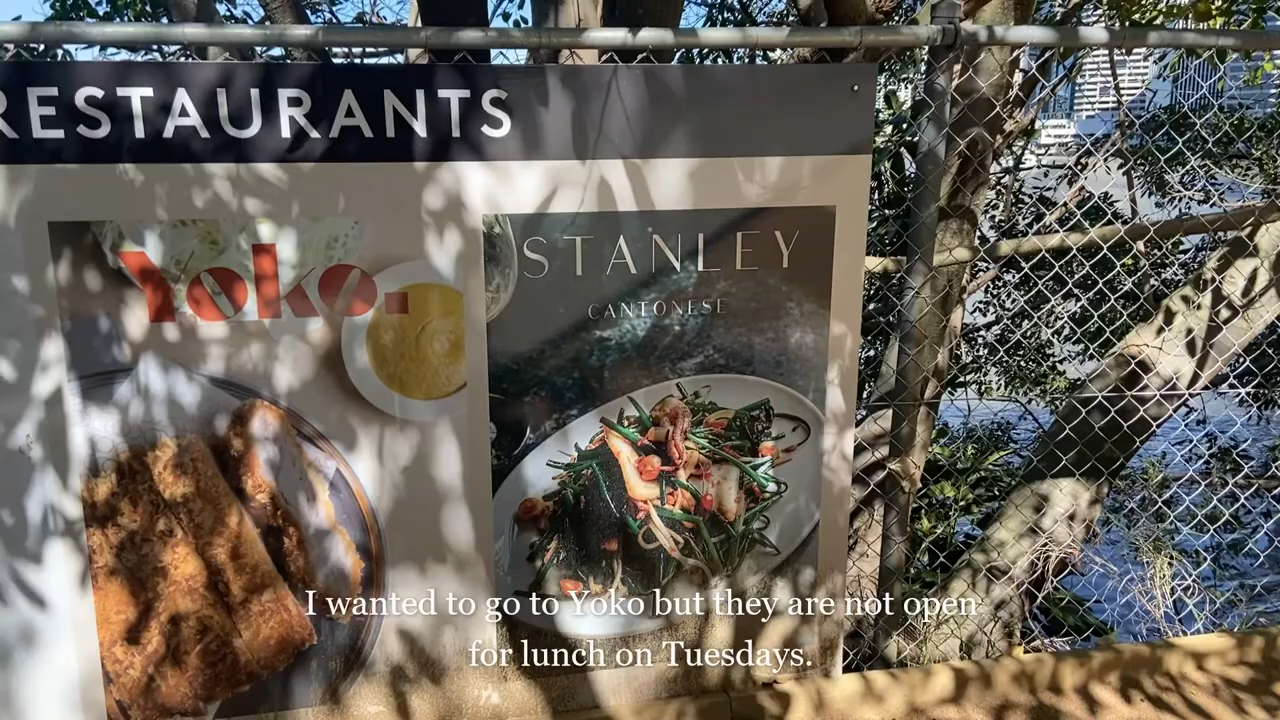 RESTAURANTS
Yoko.
STANLEY
CANTONESE
I wanted to go to Yoko but they are not open
for lunch on Tuesdays.